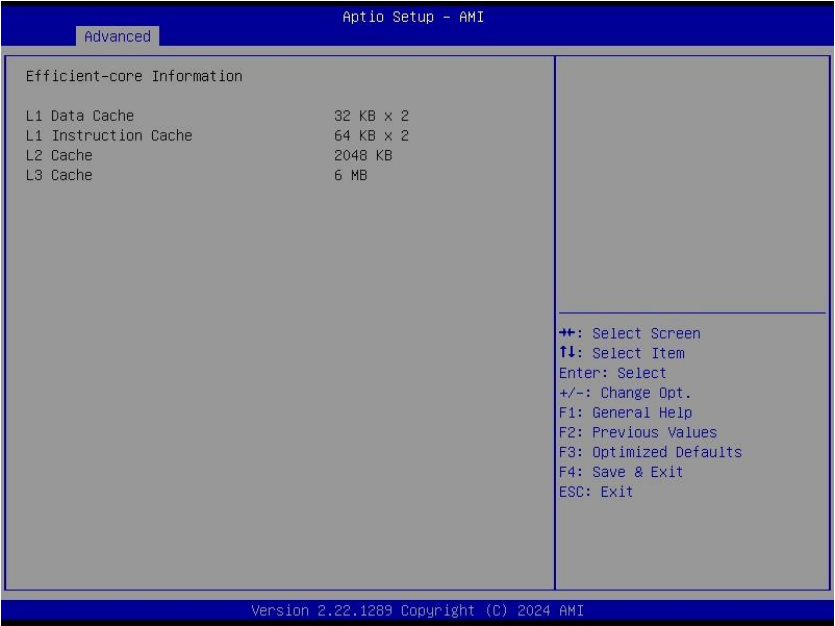 Aptio Setup - AMI
Advanced
Efficient-core Information
L1 Data Cache 32 KB x 2
L1 Instruction Cache 64 KB x 2
L2 Cache 2048 KB
L3 Cache 6 MB
→←: Select Screen
↑↓: Select Item
Enter: Select
+/-: Change Opt.
F1: General Help
F2: Previous Values
F3: Optimized Defaults
F4: Save & Exit
ESC: Exit
Version 2.22.1289 Copyright (C) 2024 AMI